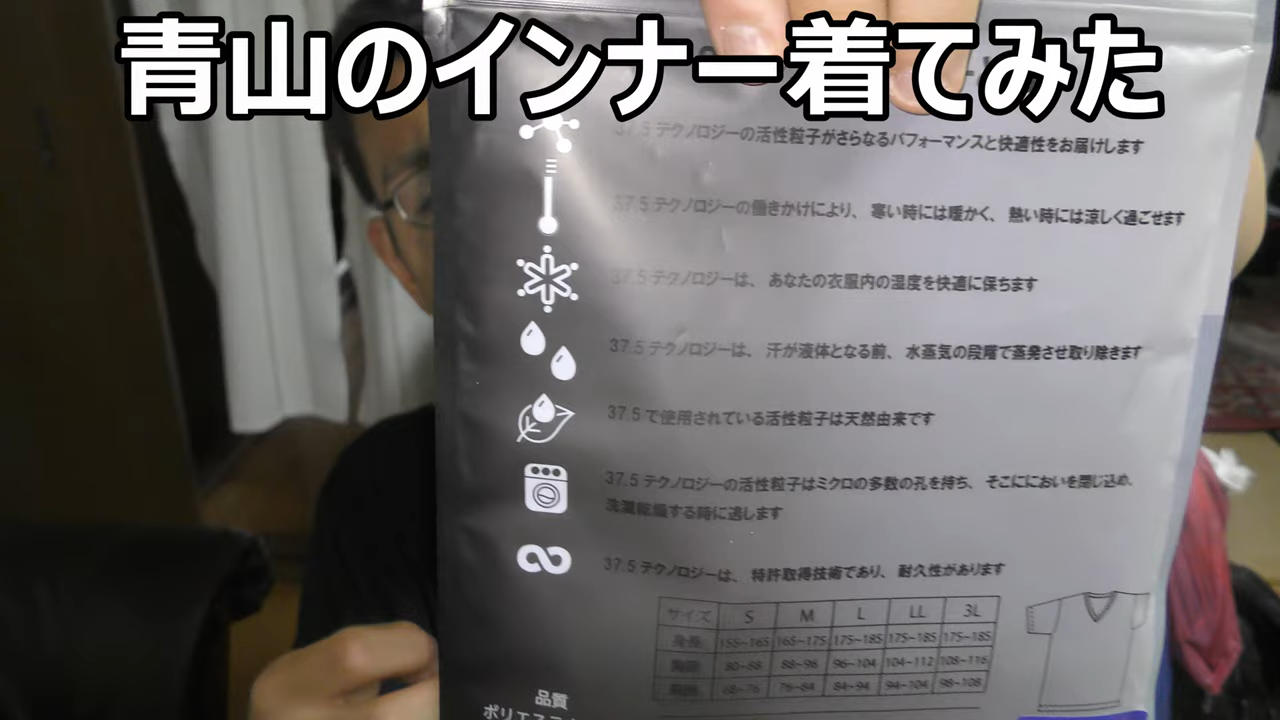 青山のインナー着てみた
37.5 テクノロジーの活性粒子がさらなるパフォーマンスと快適性をお届けします
37.5 テクノロジーの働きかけにより、 寒い時には暖かく、 熱い時には涼しく過ごせます
37.5 テクノロジーは、 あなたの衣服内の湿度を快適に保ちます
37.5 テクノロジーは、 汗が液体となる前、 水蒸気の段階で蒸発させ取り除きます
37.5 で使用されている活性粒子は天然由来です
37.5 テクノロジーの活性粒子はミクロの多数の孔を持ち、 そこににおいを閉じ込め、
洗濯乾燥する時に逃します
37.5 テクノロジーは、 特許取得技術であり、 耐久性があります
サイズ S M L LL 3L
身長 155~165 165~175 175~185 175~185 175~185
胸囲 80~88 88~96 96~104 104~112 108~116
68~76 76~84 84~94 94~104 98~108
品質